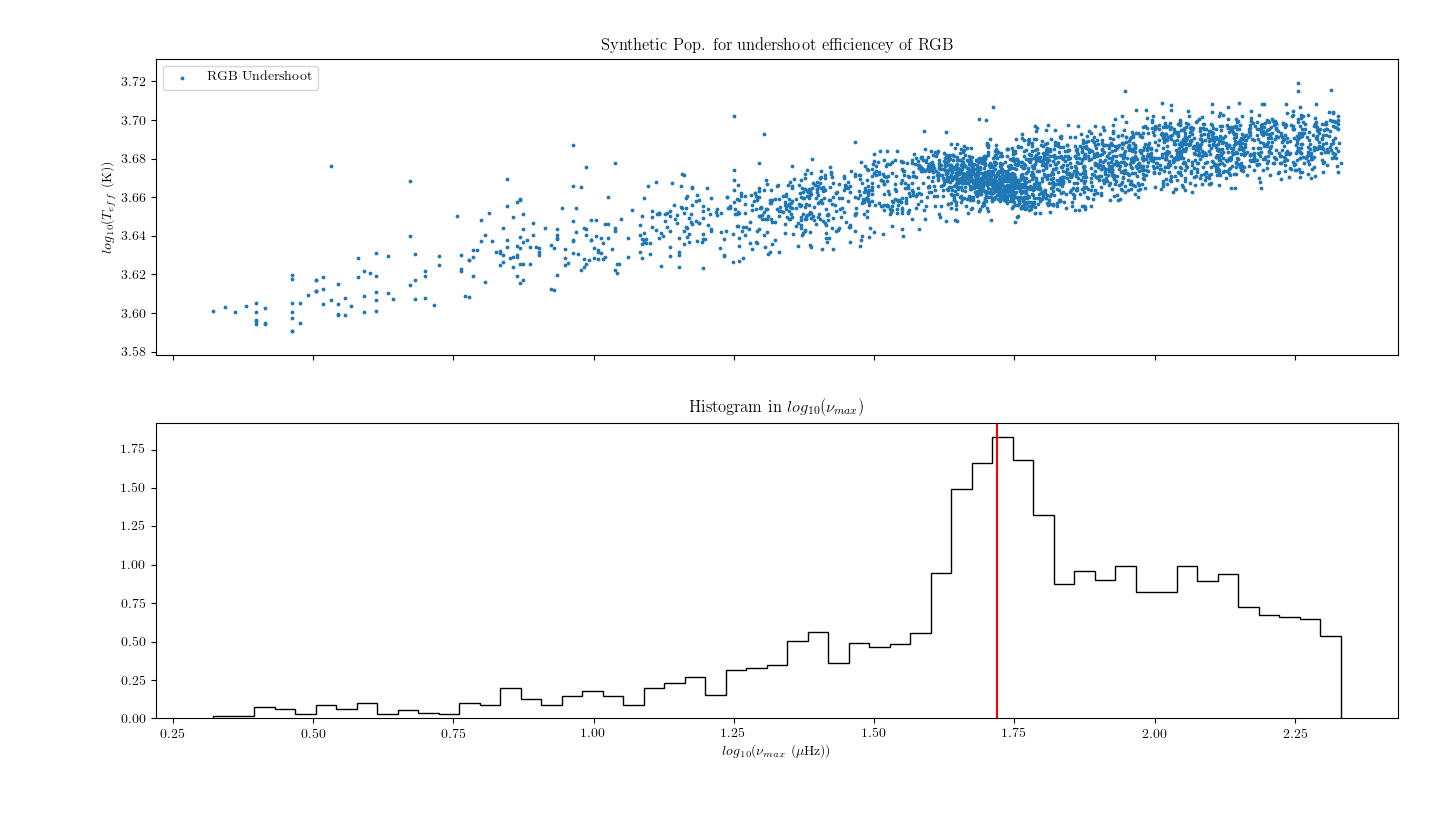 Synthetic Pop. for undershoot efficiencey of RGB
RGB Undershoot
3.72
3.70
3.68
3.66
3.64
3.62
3.60
3.58
log10(Teff (K))
Histogram in log10(νmax)
1.75
1.50
1.25
1.00
0.75
0.50
0.25
0.00
0.25 0.50 0.75 1.00 1.25 1.50 1.75 2.00 2.25
log10(νmax (μHz))